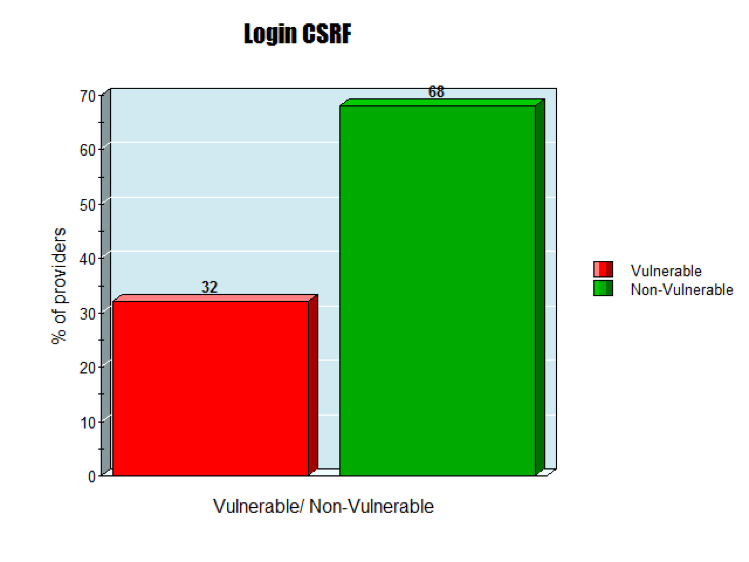 Login CSRF
70
60
50
40
30
20
10
0
% of providers
32
68
Vulnerable/ Non-Vulnerable
Vulnerable
Non-Vulnerable